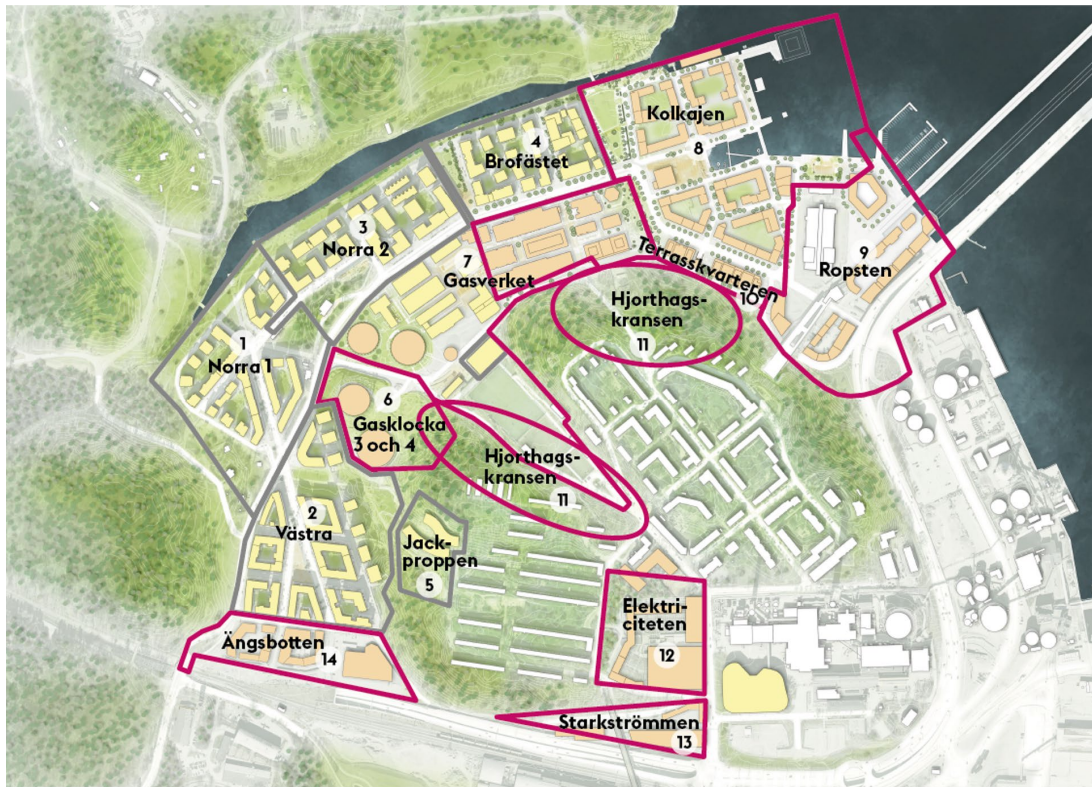 Kolkajen
8
4
Brofästet
3
Norra 2
7
Gasverket
Terrasskvarteren
10
9
Ropsten
Hjorthags-
kransen
11
1
Norra 1
6
Gasklocka
3 och 4
Hjorthags-
kransen
11
2
Västra
Jack-
proppen
5
Elektri-
citeten
12
Ängsbotten
14
Starkströmmen
13